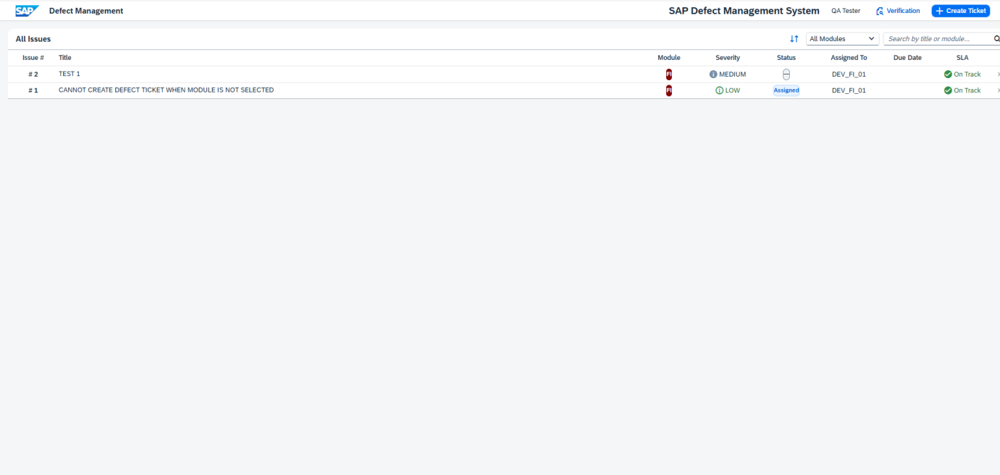 SAP Defect Management SAP Defect Management System QA Tester Verification Create Ticket
All Issues All Modules Search by title or module...
Issue # Title Module Severity Status Assigned To Due Date SLA
# 2 TEST 1 FI MEDIUM — DEV_FI_01 On Track
# 1 CANNOT CREATE DEFECT TICKET WHEN MODULE IS NOT SELECTED FI LOW Assigned DEV_FI_01 On Track